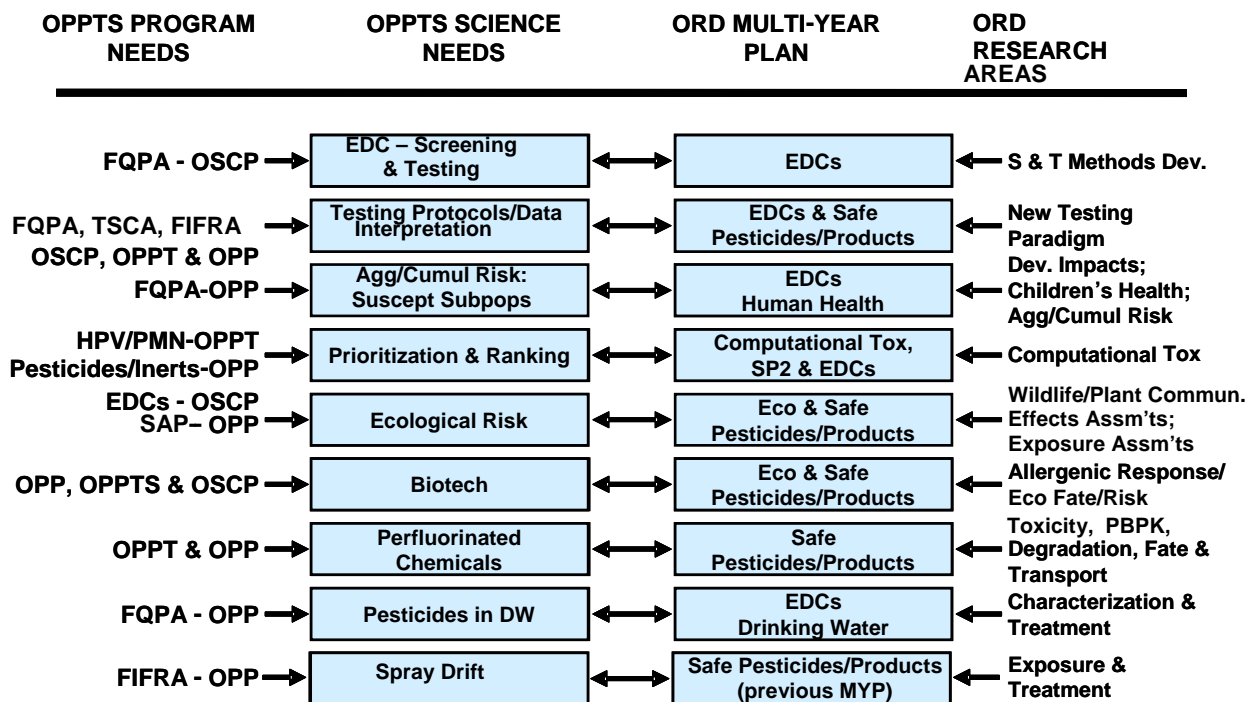 OPPTS PROGRAM
NEEDS
OPPTS SCIENCE
NEEDS
ORD MULTI-YEAR
PLAN
ORD
RESEARCH
AREAS
FQPA - OSCP
EDC – Screening
& Testing
EDCs
S & T Methods Dev.
FQPA, TSCA, FIFRA
OSCP, OPPT & OPP
Testing Protocols/Data
Interpretation
EDCs & Safe
Pesticides/Products
New Testing
Paradigm
FQPA-OPP
Agg/Cumul Risk:
Suscept Subpops
EDCs
Human Health
Dev. Impacts;
Children's Health;
Agg/Cumul Risk
HPV/PMN-OPPT
Pesticides/Inerts-OPP
Prioritization & Ranking
Computational Tox,
SP2 & EDCs
Computational Tox
EDCs - OSCP
SAP– OPP
Ecological Risk
Eco & Safe
Pesticides/Products
Wildlife/Plant Commun.
Effects Assm'ts;
Exposure Assm'ts
OPP, OPPTS & OSCP
Biotech
Eco & Safe
Pesticides/Products
Allergenic Response/
Eco Fate/Risk
OPPT & OPP
Perfluorinated
Chemicals
Safe
Pesticides/Products
Toxicity, PBPK,
Degradation, Fate &
Transport
FQPA - OPP
Pesticides in DW
EDCs
Drinking Water
Characterization &
Treatment
FIFRA - OPP
Spray Drift
Safe Pesticides/Products
(previous MYP)
Exposure &
Treatment